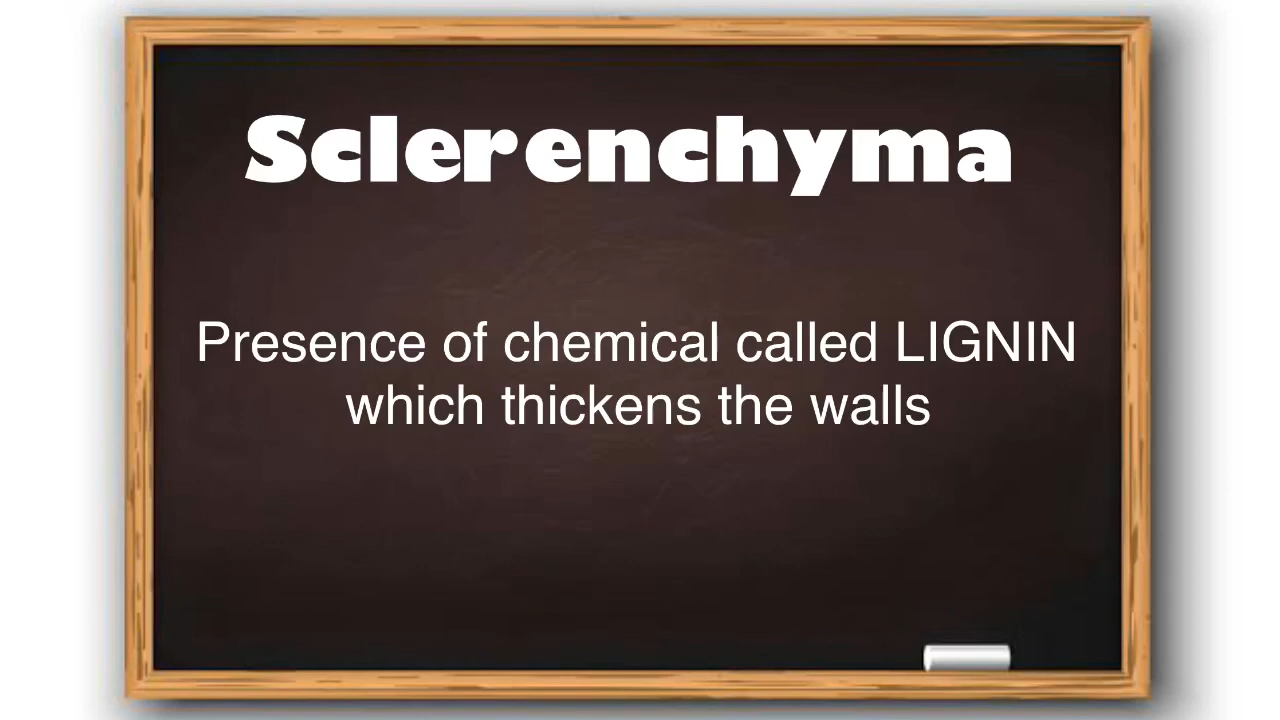 Sclerenchyma
Presence of chemical called LIGNIN
which thickens the walls